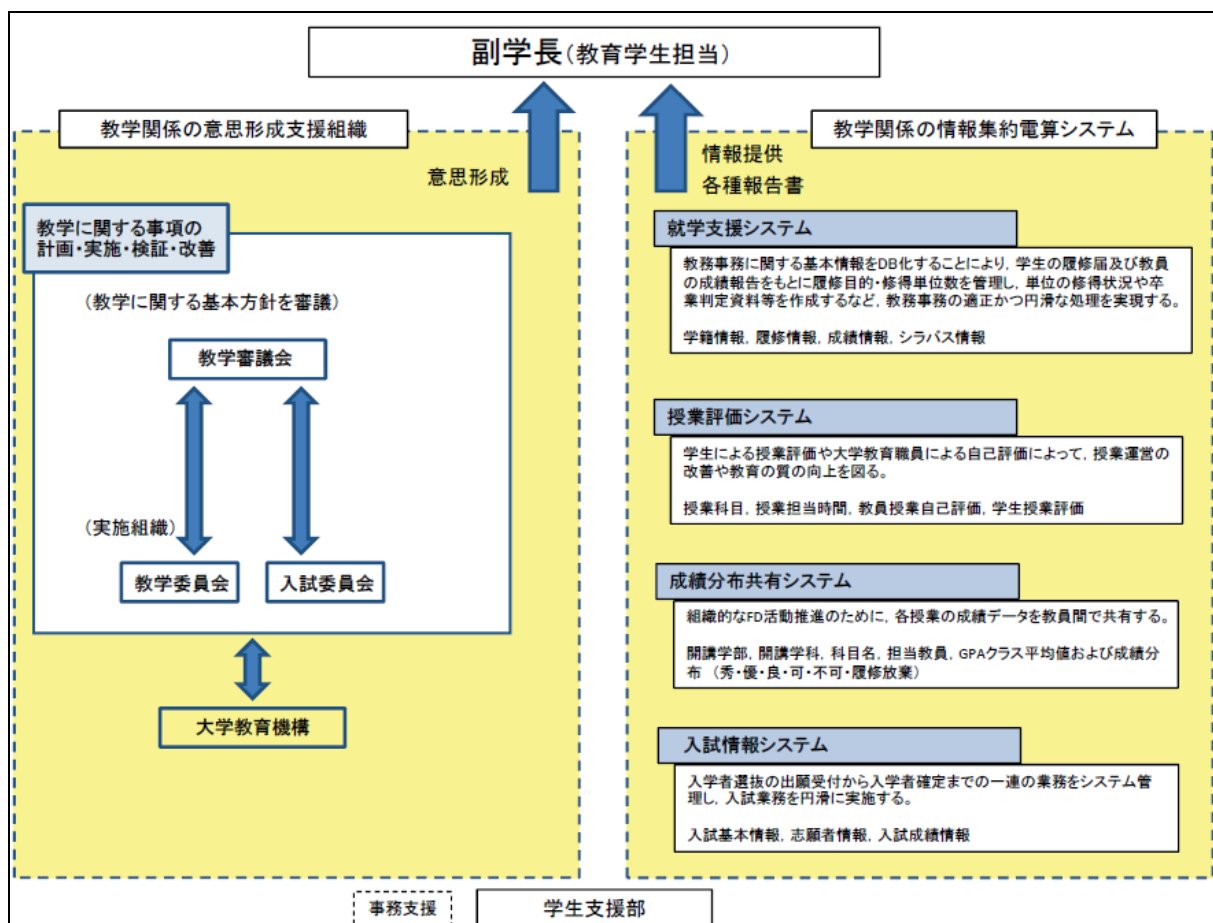 副学長(教育学生担当)
教学関係の意思形成支援組織
意思形成
教学に関する事項の
計画・実施・検証・改善
(教学に関する基本方針を審議)
教学審議会
(実施組織)
教学委員会
入試委員会
大学教育機構
教学関係の情報集約電算システム
情報提供
各種報告書
就学支援システム
教務事務に関する基本情報をDB化することにより, 学生の履修届及び教員
の成績報告をもとに履修目的・修得単位数を管理し, 単位の修得状況や卒
業判定資料等を作成するなど, 教務事務の適正かつ円滑な処理を実現する。
学籍情報, 履修情報, 成績情報, シラバス情報
授業評価システム
学生による授業評価や大学教育職員による自己評価によって, 授業運営の
改善や教育の質の向上を図る。
授業科目, 授業担当時間, 教員授業自己評価, 学生授業評価
成績分布共有システム
組織的なFD活動推進のために, 各授業の成績データを教員間で共有する。
開講学部, 開講学科, 科目名, 担当教員, GPAクラス平均値および成績分
布 (秀・優・良・可・不可・履修放棄)
入試情報システム
入学者選抜の出願受付から入学者確定までの一連の業務をシステム管
理し, 入試業務を円滑に実施する。
入試基本情報, 志願者情報, 入試成績情報
事務支援
学生支援部